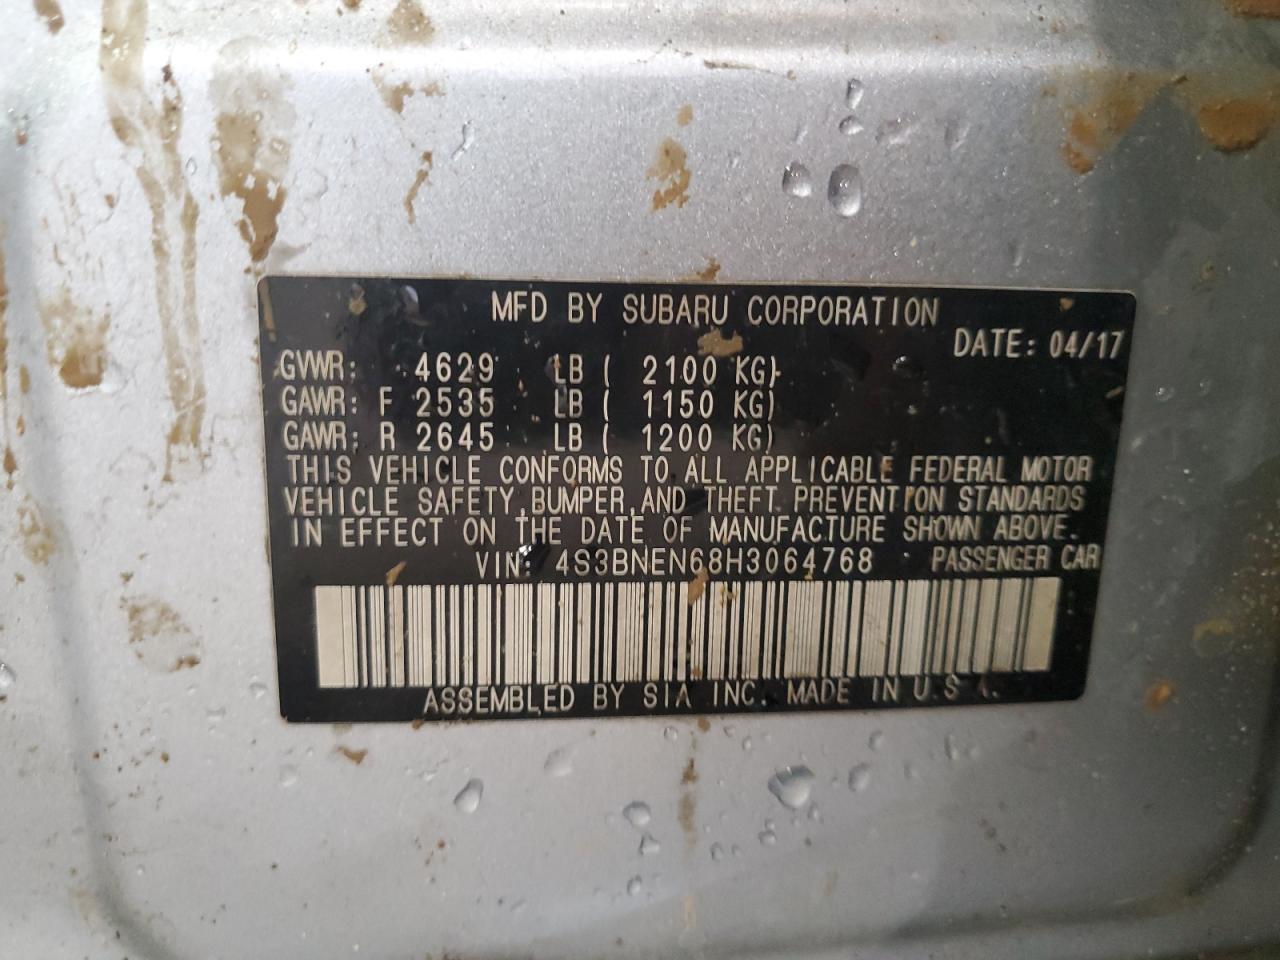 MFD BY SUBARU CORPORATION
DATE: 04/17
GVWR: 4629 LB ( 2100 KG)
GAWR: F 2535 LB ( 1150 KG)
GAWR: R 2645 LB ( 1200 KG)
THIS VEHICLE CONFORMS TO ALL APPLICABLE FEDERAL MOTOR
VEHICLE SAFETY, BUMPER, AND THEFT PREVENTION STANDARDS
IN EFFECT ON THE DATE OF MANUFACTURE SHOWN ABOVE.
VIN: 4S3BNEN68H3064768 PASSENGER CAR
ASSEMBLED BY SIA INC. MADE IN U.S.A.